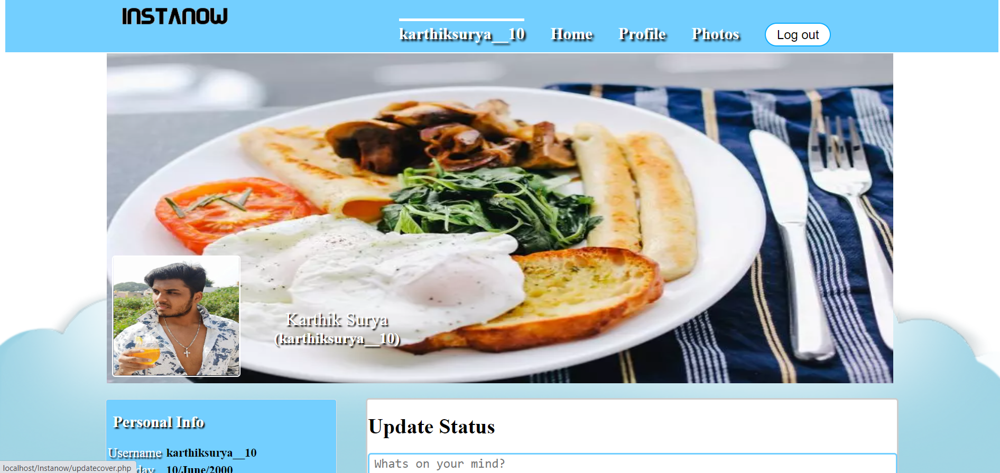 INSTANOW
karthiksurya__10 Home Profile Photos Log out
Karthik Surya
(karthiksurya__10)
Personal Info
Username karthiksurya__10
day 10/June/2000
Update Status
Whats on your mind?
localhost/Instanow/updatecover.php